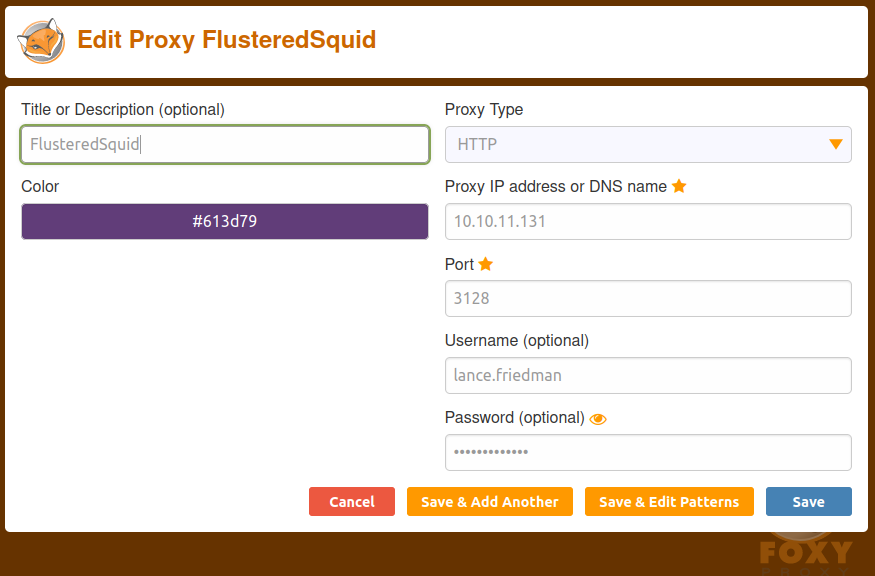 Edit Proxy FlusteredSquid
Title or Description (optional)
FlusteredSquid
Color
#613d79
Proxy Type
HTTP
Proxy IP address or DNS name
10.10.11.131
Port
3128
Username (optional)
lance.friedman
Password (optional)
•••••••••••••
Cancel
Save & Add Another
Save & Edit Patterns
Save
FOXY
PROXY